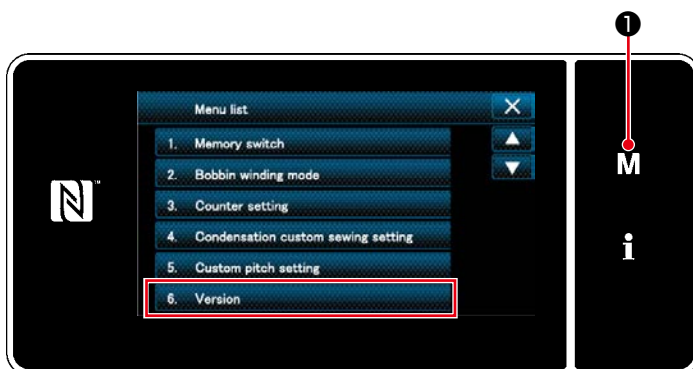 ❶
Menu list
1. Memory switch
2. Bobbin winding mode
3. Counter setting
4. Condensation custom sewing setting
5. Custom pitch setting
6. Version
M
i